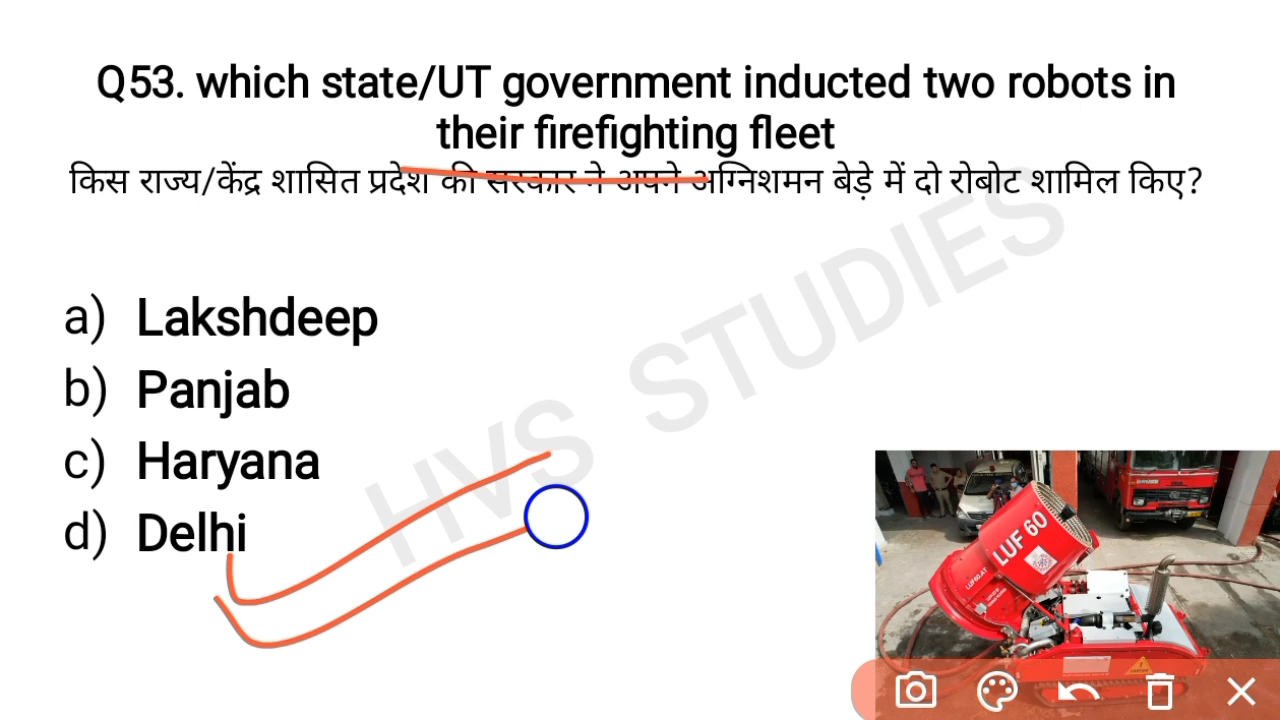 Q53. which state/UT government inducted two robots in
their firefighting fleet
किस राज्य/केंद्र शासित प्रदेश की सरकार ने अपने अग्निशमन बेड़े में दो रोबोट शामिल किए?
a) Lakshdeep
b) Panjab
c) Haryana
d) Delhi
HVS STUDIES
LUF 60